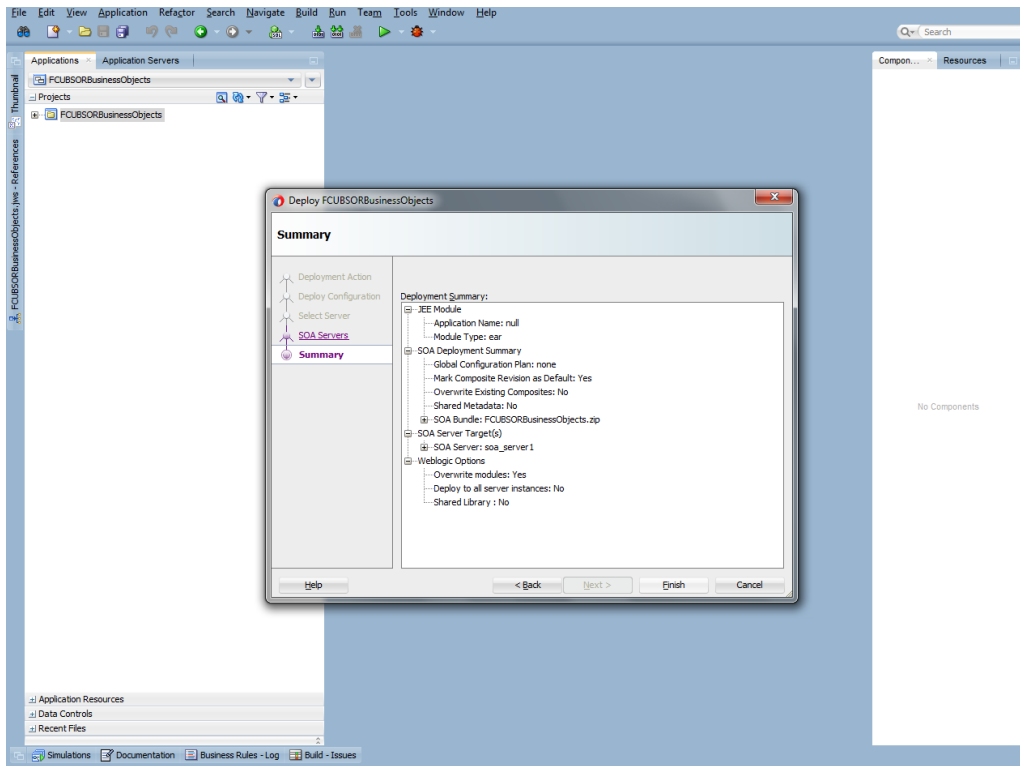 File Edit View Application Refactor Search Navigate Build Run Team Tools Window Help
Search
Applications Application Servers
Compon... Resources
FCUBSORBusinessObjects
Projects
FCUBSORBusinessObjects
Thumbnail
FCUBSORBusinessObjects.jws - References
Deploy FCUBSORBusinessObjects
Summary
Deployment Action
Deploy Configuration
Select Server
SOA Servers
Summary
Deployment Summary:
JEE Module
Application Name: null
Module Type: ear
SOA Deployment Summary
Global Configuration Plan: none
Mark Composite Revision as Default: Yes
Overwrite Existing Composites: No
Shared Metadata: No
SOA Bundle: FCUBSORBusinessObjects.zip
SOA Server Target(s)
SOA Server: soa_server1
Weblogic Options
Overwrite modules: Yes
Deploy to all server instances: No
Shared Library : No
Help < Back Next > Finish Cancel
No Components
Application Resources
Data Controls
Recent Files
Simulations Documentation Business Rules - Log Build - Issues